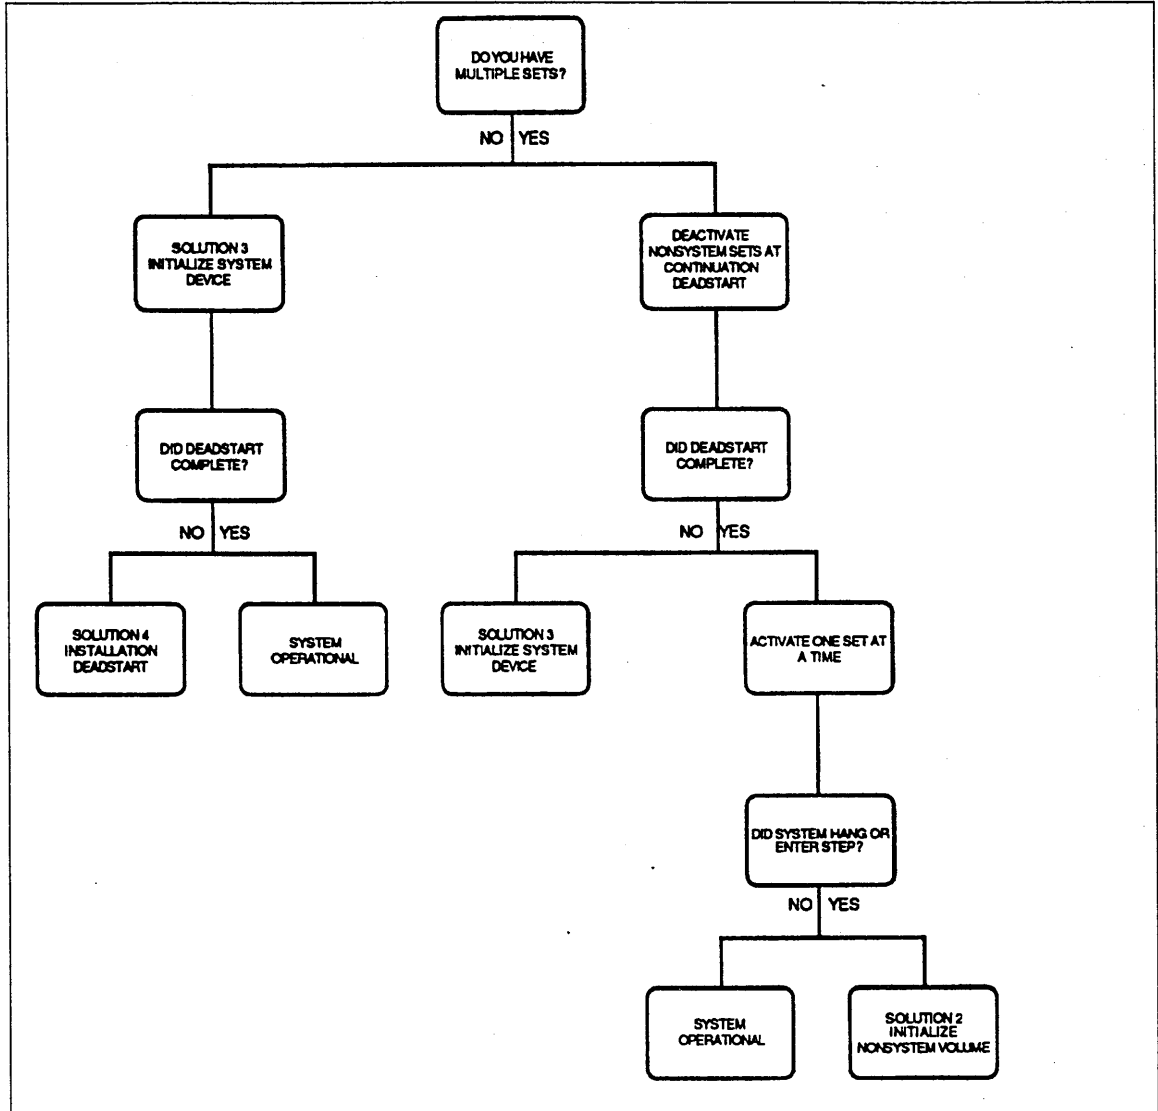 DO YOU HAVE
MULTIPLE SETS?
NO YES
SOLUTION 3
INITIALIZE SYSTEM
DEVICE
DEACTIVATE
NONSYSTEM SETS AT
CONTINUATION
DEADSTART
DID DEADSTART
COMPLETE?
DID DEADSTART
COMPLETE?
NO YES
NO YES
SOLUTION 4
INSTALLATION
DEADSTART
SYSTEM
OPERATIONAL
SOLUTION 3
INITIALIZE SYSTEM
DEVICE
ACTIVATE ONE SET AT
A TIME
DID SYSTEM HANG OR
ENTER STEP?
NO YES
SYSTEM
OPERATIONAL
SOLUTION 2
INITIALIZE
NONSYSTEM VOLUME